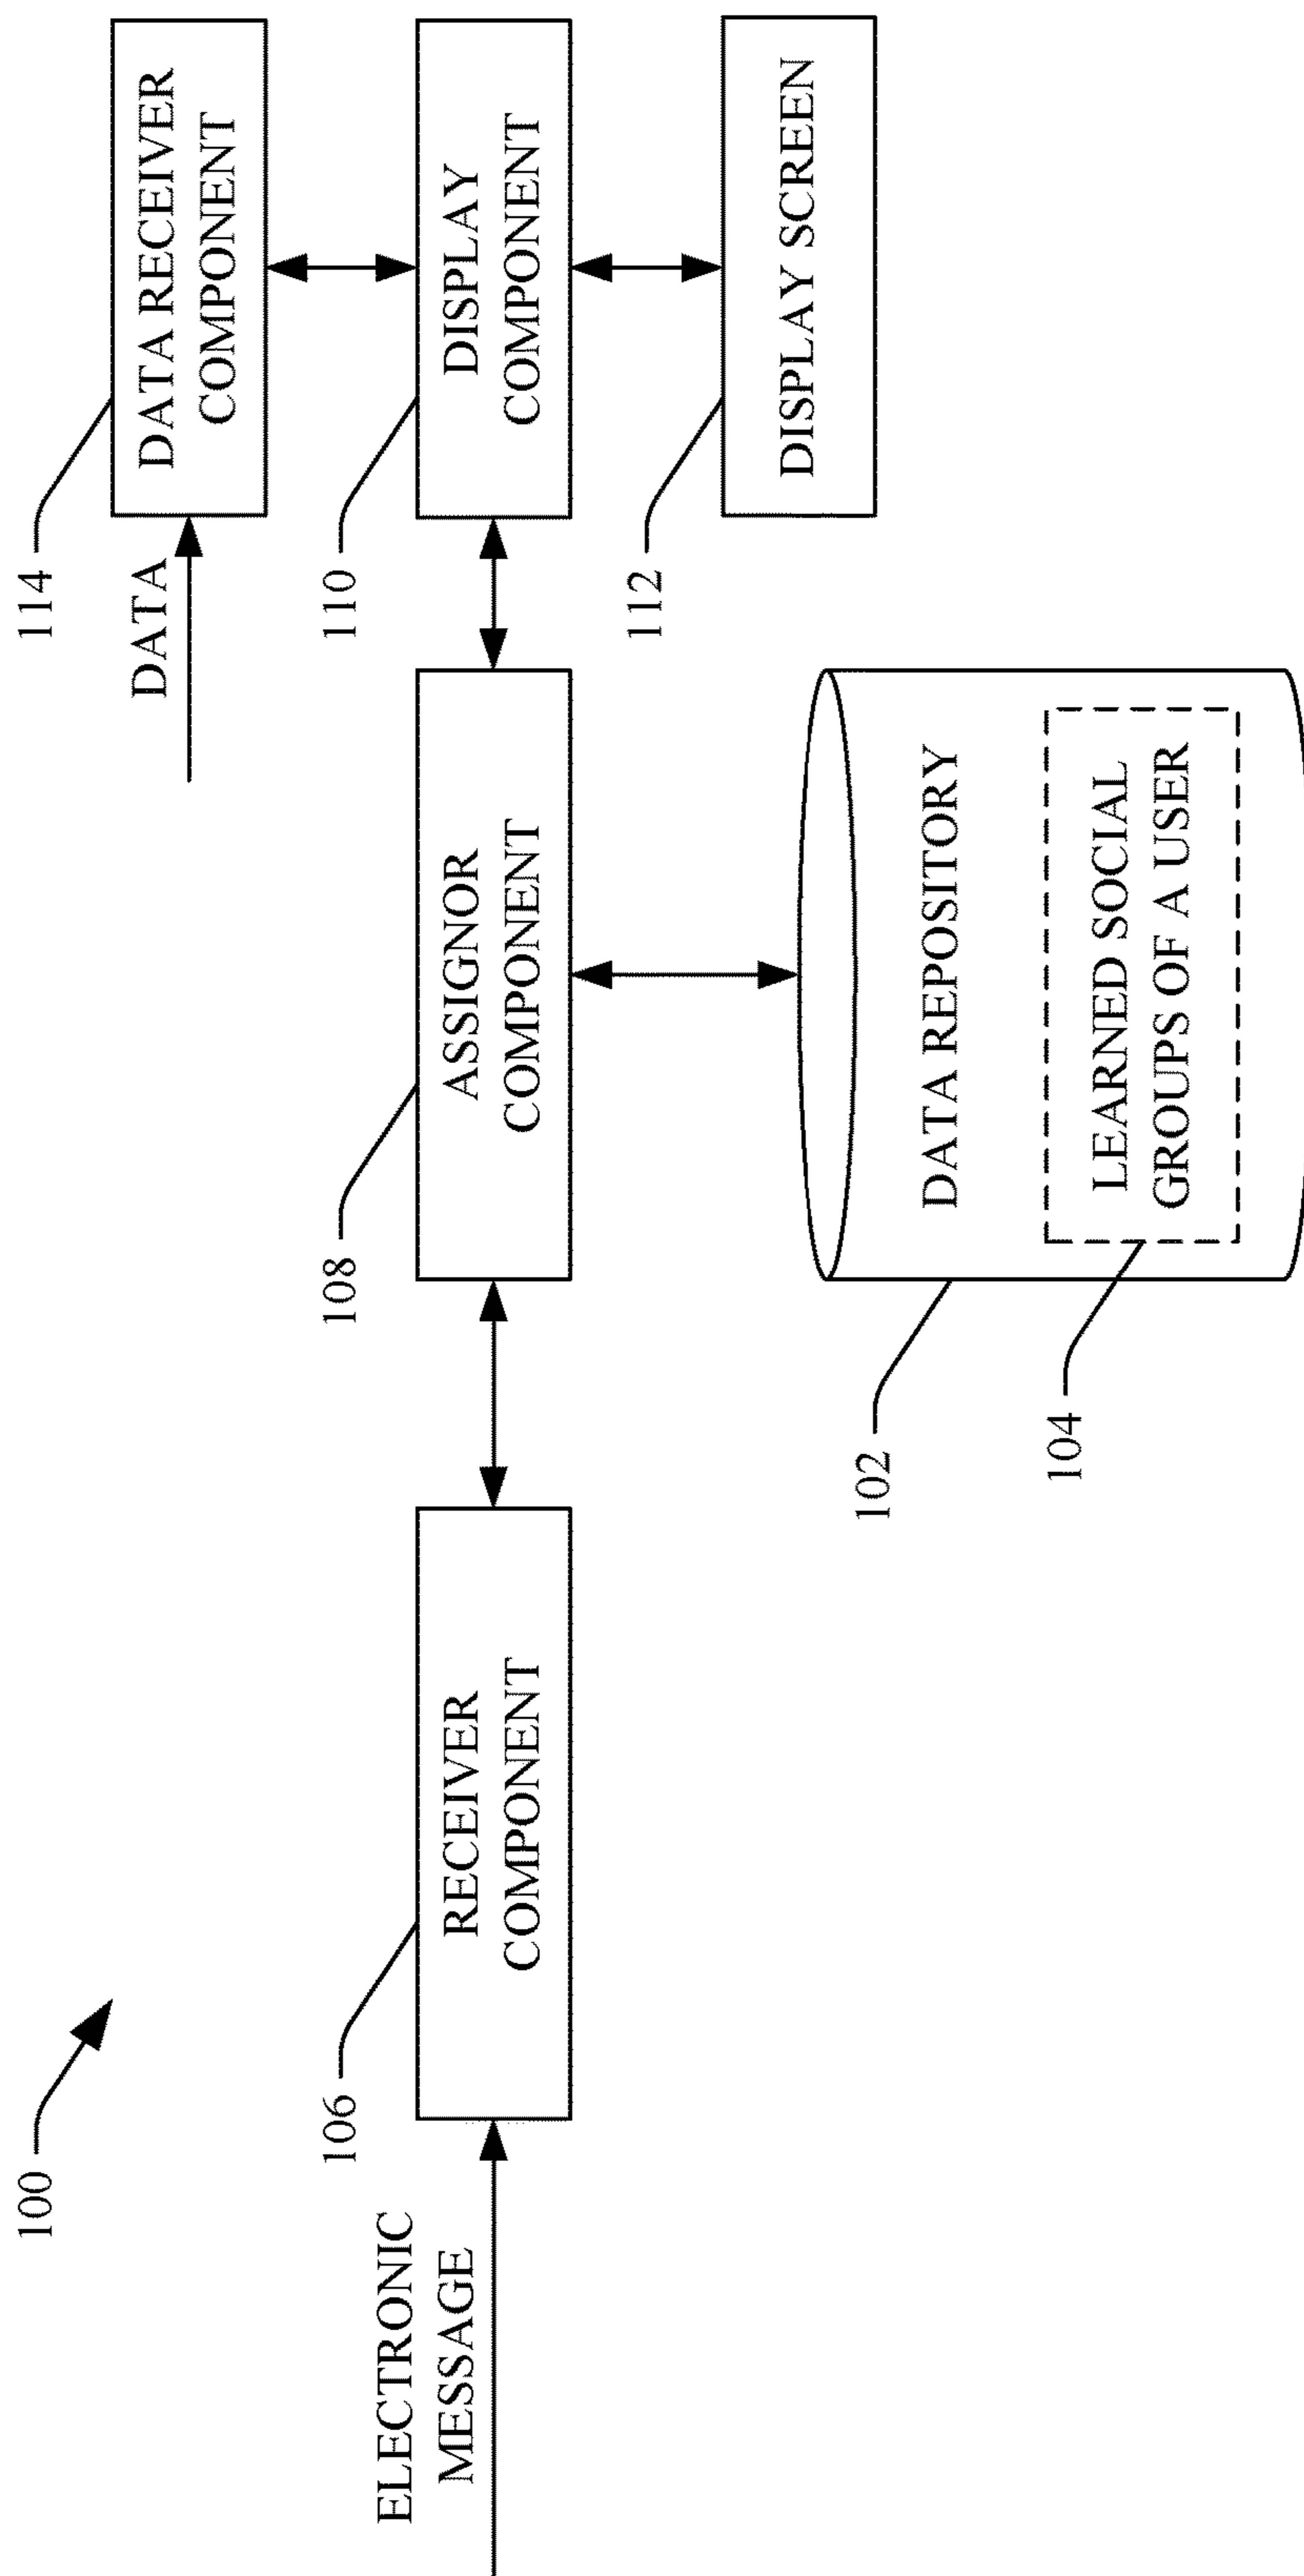 100
114
DATA
DATA RECEIVER
COMPONENT
ELECTRONIC
MESSAGE
106
RECEIVER
COMPONENT
108
ASSIGNOR
COMPONENT
110
DISPLAY
COMPONENT
112
DISPLAY SCREEN
102
DATA REPOSITORY
104
LEARNED SOCIAL
GROUPS OF A USER